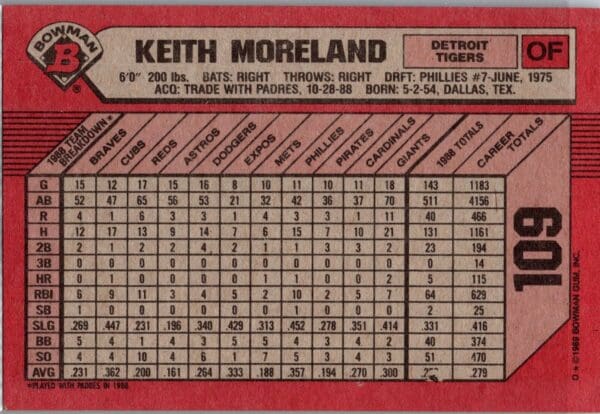 BOWMAN
B
®
KEITH MORELAND
DETROIT
TIGERS
OF
6'0" 200 lbs. BATS: RIGHT THROWS: RIGHT DRFT: PHILLIES #7-JUNE, 1975
ACQ: TRADE WITH PADRES, 10-28-88 BORN: 5-2-54, DALLAS, TEX.
1988 TEAM BREAKDOWN* BRAVES CUBS REDS ASTROS DODGERS EXPOS METS PHILLIES PIRATES CARDINALS GIANTS 1988 TOTALS CAREER TOTALS
G 15 12 17 15 16 8 10 11 10 11 18 143 1183
AB 52 47 65 56 53 21 32 42 36 37 70 511 4156
R 4 1 6 3 3 1 4 3 3 1 11 40 466
H 12 17 13 9 14 7 6 15 7 10 21 131 1161
2B 2 1 2 2 4 2 1 1 3 3 2 23 194
3B 0 0 0 0 0 0 0 0 0 0 0 0 14
HR 0 1 0 0 0 0 1 1 0 0 2 5 115
RBI 6 9 11 3 4 5 2 10 2 5 7 64 629
SB 1 0 0 0 0 0 0 0 0 0 1 2 25
SLG .269 .447 .231 .196 .340 .429 .313 .452 .278 .351 .414 .331 .416
BB 5 4 1 4 3 2 5 3 4 4 5 40 374
SO 4 4 10 4 6 1 7 5 3 4 3 51 470
AVG .231 .362 .200 .161 .264 .333 .188 .357 .194 .270 .300 .279
*PLAYED WITH PADRES IN 1988.
109
D * ©1989 BOWMAN GUM, INC.